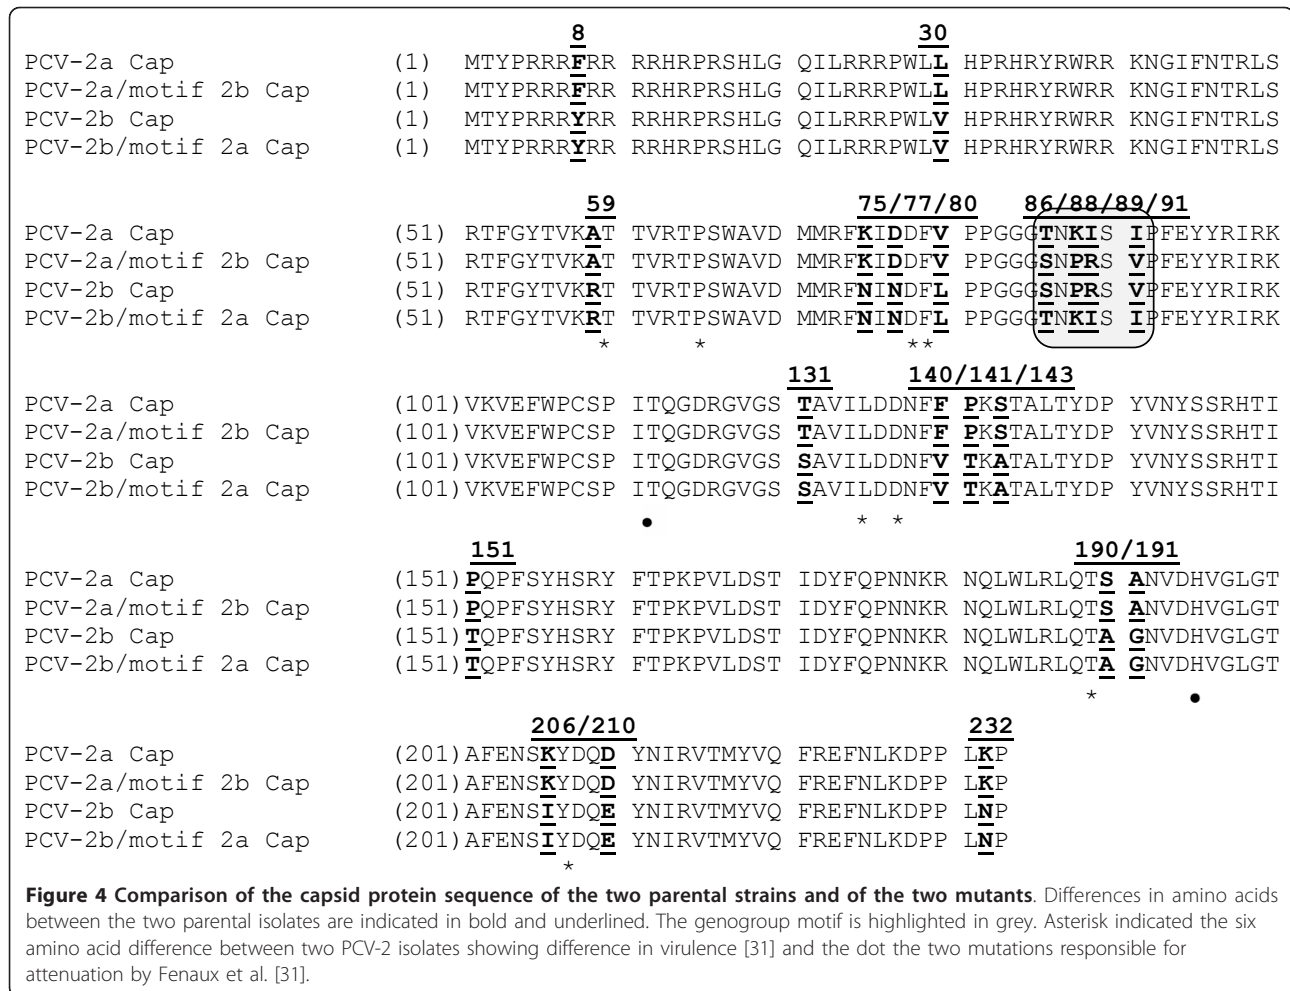 8 30
PCV-2a Cap (1) MTYPRRRFRR RRHRPRSHLG QILRRRPWLL HPRHRYRWRR KNGIFNTRLS
PCV-2a/motif 2b Cap (1) MTYPRRRFRR RRHRPRSHLG QILRRRPWLL HPRHRYRWRR KNGIFNTRLS
PCV-2b Cap (1) MTYPRRRYRR RRHRPRSHLG QILRRRPWLV HPRHRYRWRR KNGIFNTRLS
PCV-2b/motif 2a Cap (1) MTYPRRRYRR RRHRPRSHLG QILRRRPWLV HPRHRYRWRR KNGIFNTRLS
59 75/77/80 86/88/89/91
PCV-2a Cap (51) RTFGYTVKAT TVRTPSWAVD MMRFKIDDFV PPGGGTNKIS IPFEYYRIRK
PCV-2a/motif 2b Cap (51) RTFGYTVKAT TVRTPSWAVD MMRFKIDDFV PPGGGSNPRS VPFEYYRIRK
PCV-2b Cap (51) RTFGYTVKRT TVRTPSWAVD MMRFNINDFL PPGGGSNPRS VPFEYYRIRK
PCV-2b/motif 2a Cap (51) RTFGYTVKRT TVRTPSWAVD MMRFNINDFL PPGGGTNKIS IPFEYYRIRK
* * **
131 140/141/143
PCV-2a Cap (101)VKVEFWPCSP ITQGDRGVGS TAVILDDNFF PKSTALTYDP YVNYSSRHTI
PCV-2a/motif 2b Cap (101)VKVEFWPCSP ITQGDRGVGS TAVILDDNFF PKSTALTYDP YVNYSSRHTI
PCV-2b Cap (101)VKVEFWPCSP ITQGDRGVGS SAVILDDNFV TKATALTYDP YVNYSSRHTI
PCV-2b/motif 2a Cap (101)VKVEFWPCSP ITQGDRGVGS SAVILDDNFV TKATALTYDP YVNYSSRHTI
● * *
151 190/191
PCV-2a Cap (151)PQPFSYHSRY FTPKPVLDST IDYFQPNNKR NQLWLRLQTS ANVDHVGLGT
PCV-2a/motif 2b Cap (151)PQPFSYHSRY FTPKPVLDST IDYFQPNNKR NQLWLRLQTS ANVDHVGLGT
PCV-2b Cap (151)TQPFSYHSRY FTPKPVLDST IDYFQPNNKR NQLWLRLQTA GNVDHVGLGT
PCV-2b/motif 2a Cap (151)TQPFSYHSRY FTPKPVLDST IDYFQPNNKR NQLWLRLQTA GNVDHVGLGT
* ●
206/210 232
PCV-2a Cap (201)AFENSKYDQD YNIRVTMYVQ FREFNLKDPP LKP
PCV-2a/motif 2b Cap (201)AFENSKYDQD YNIRVTMYVQ FREFNLKDPP LKP
PCV-2b Cap (201)AFENSIYDQE YNIRVTMYVQ FREFNLKDPP LNP
PCV-2b/motif 2a Cap (201)AFENSIYDQE YNIRVTMYVQ FREFNLKDPP LNP
*
Figure 4 Comparison of the capsid protein sequence of the two parental strains and of the two mutants. Differences in amino acids
between the two parental isolates are indicated in bold and underlined. The genogroup motif is highlighted in grey. Asterisk indicated the six
amino acid difference between two PCV-2 isolates showing difference in virulence [31] and the dot the two mutations responsible for
attenuation by Fenaux et al. [31].